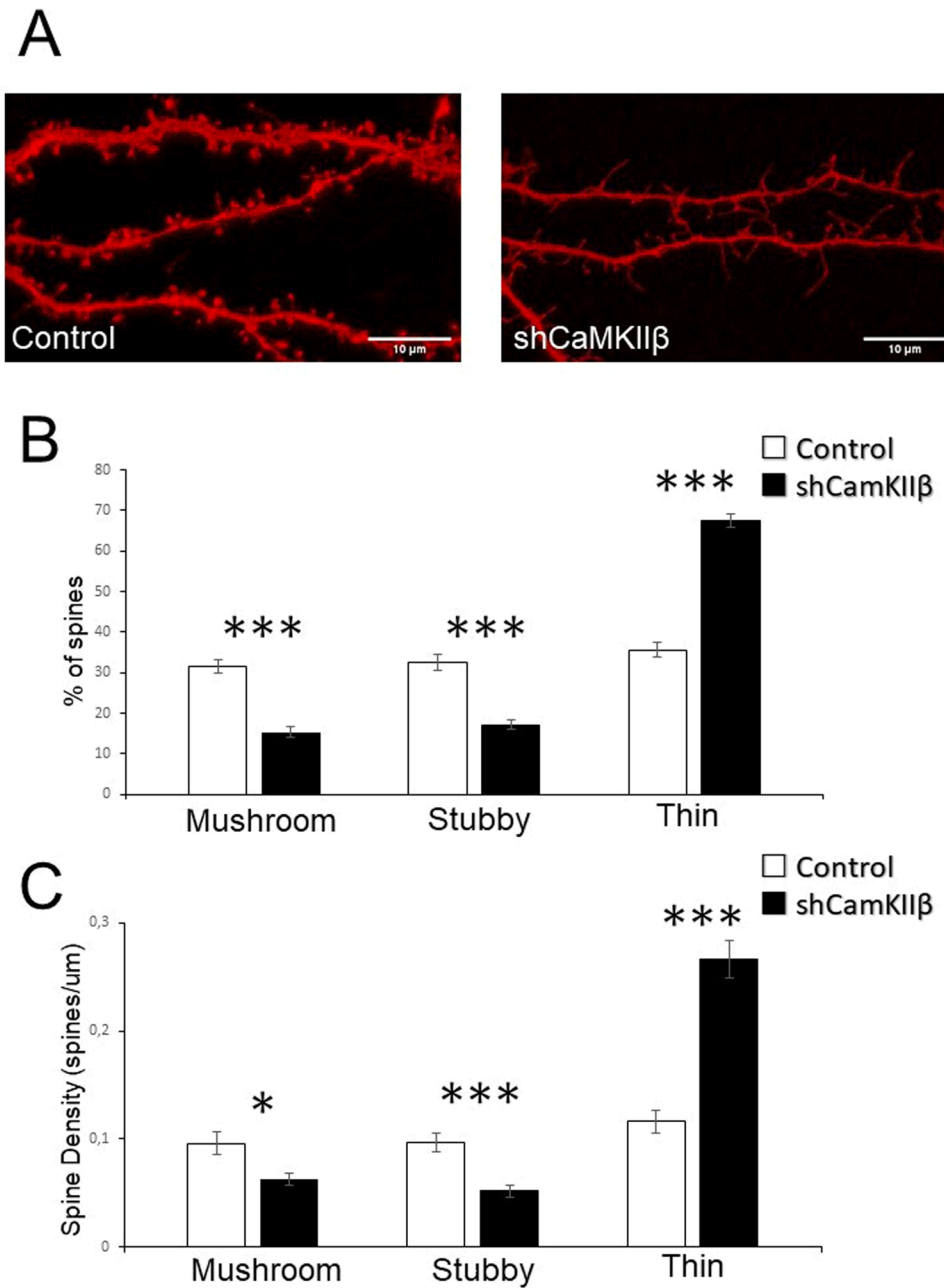 A
Control
10 µm
shCaMKIIβ
10 µm
B
Control
shCamKIIβ
% of spines
80
70
60
50
40
30
20
10
0
***
***
***
Mushroom
Stubby
Thin
C
Control
shCamKIIβ
Spine Density (spines/um)
0,3
0,2
0,1
0
*
***
***
Mushroom
Stubby
Thin